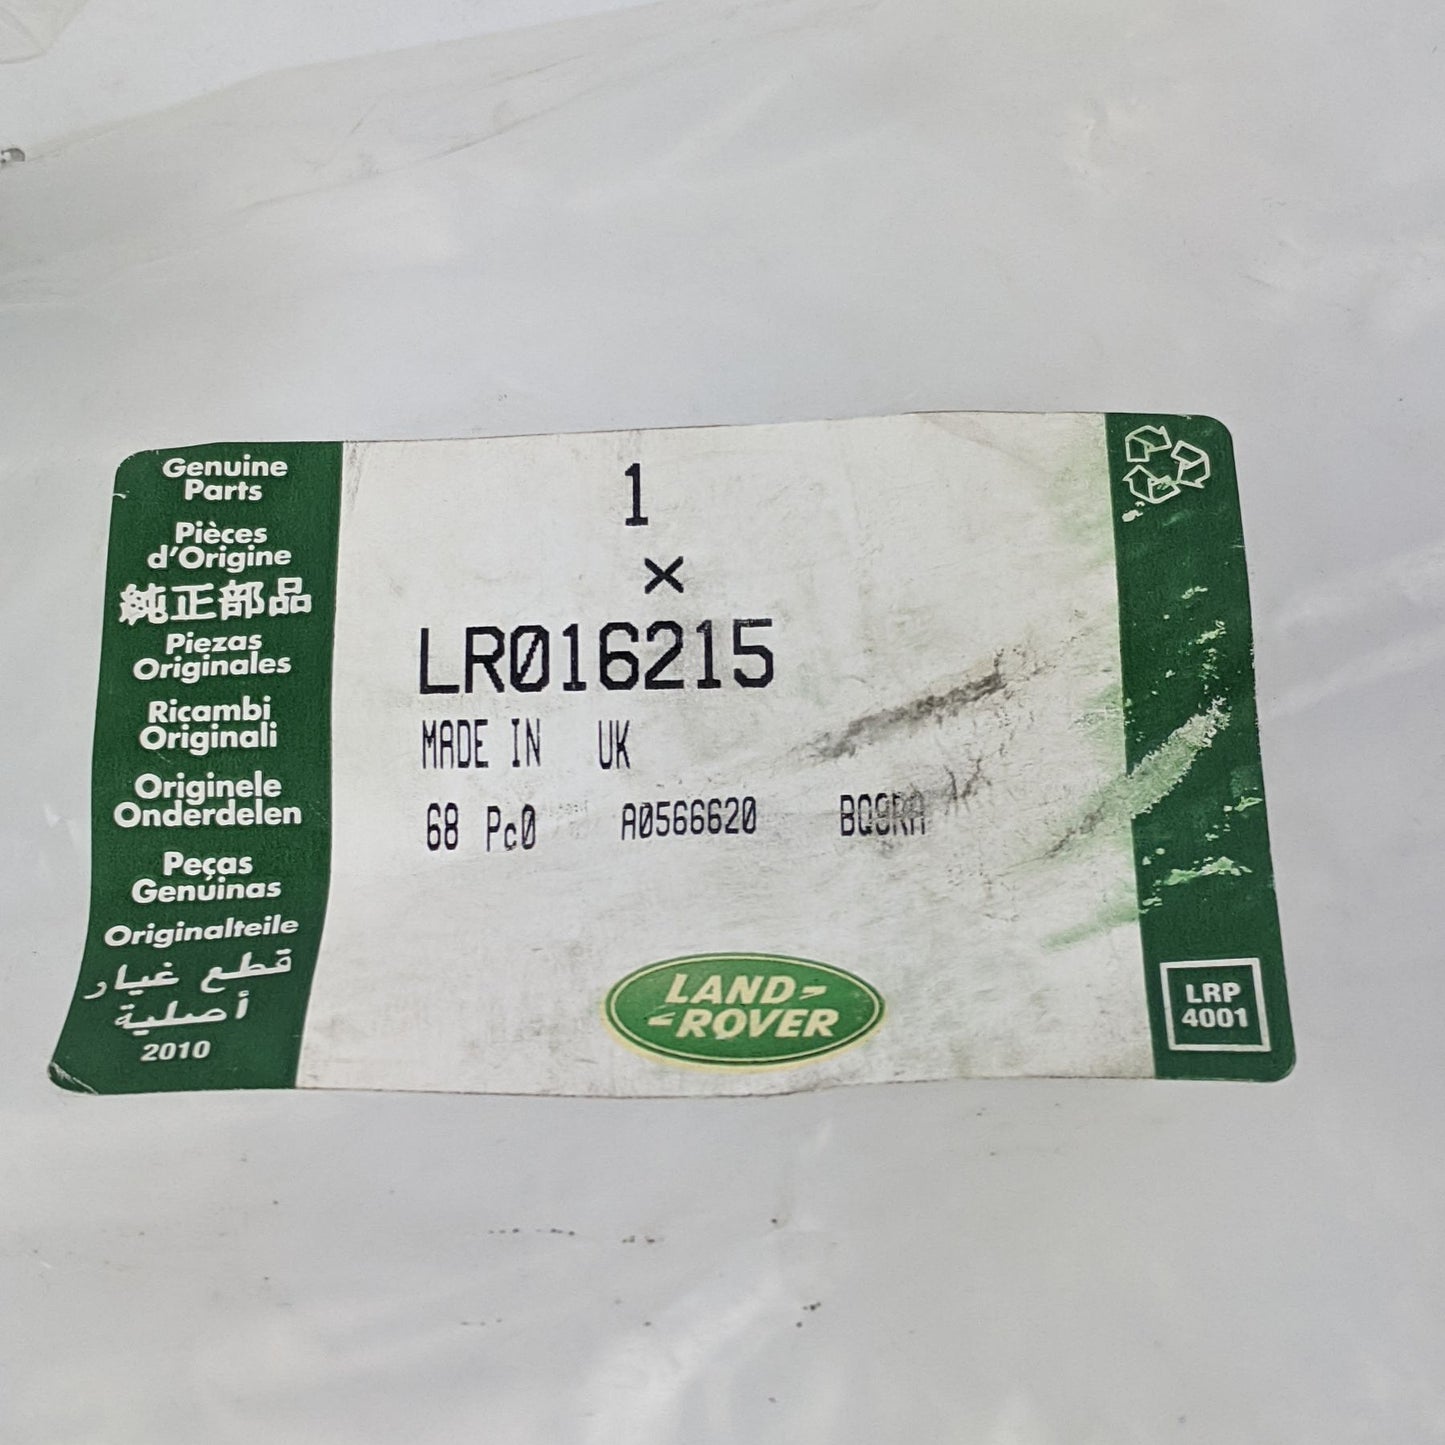 Genuine
Parts
Pièces
d'Origine
純正部品
Piezas
Originales
Ricambi
Originali
Originele
Onderdelen
Peças
Genúinas
Originalteile
قطع غيار
أصلية
2010
1
×
LR016215
MADE IN UK
68 Pc0 A0566620 BQ9RA
LAND-
-ROVER
LRP
4001